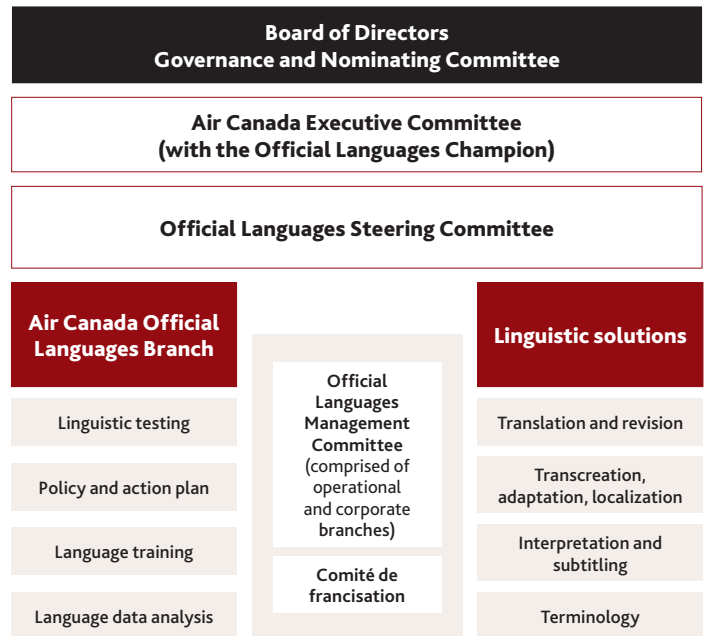 Board of Directors
Governance and Nominating Committee
Air Canada Executive Committee
(with the Official Languages Champion)
Official Languages Steering Committee
Air Canada Official
Languages Branch
Linguistic testing
Policy and action plan
Language training
Language data analysis
Official
Languages
Management
Committee
(comprised of
operational
and corporate
branches)
Comité de
francisation
Linguistic solutions
Translation and revision
Transcreation,
adaptation, localization
Interpretation and
subtitling
Terminology